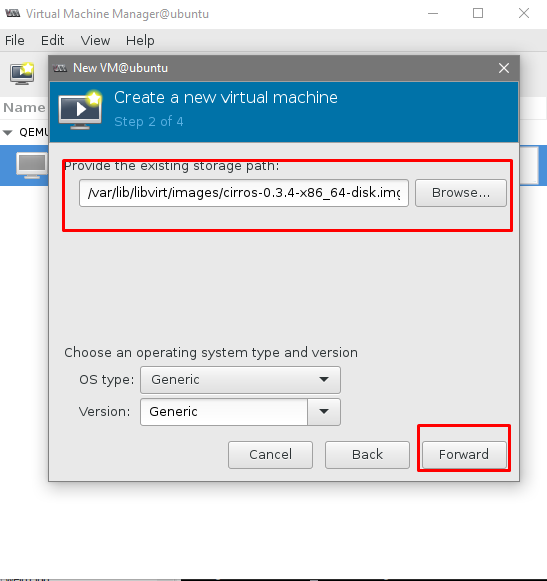 Virtual Machine Manager@ubuntu
File Edit View Help
New VM@ubuntu
Create a new virtual machine
Step 2 of 4
Name
QEMU
Provide the existing storage path:
/var/lib/libvirt/images/cirros-0.3.4-x86_64-disk.img Browse...
Choose an operating system type and version
OS type: Generic
Version: Generic
Cancel Back Forward